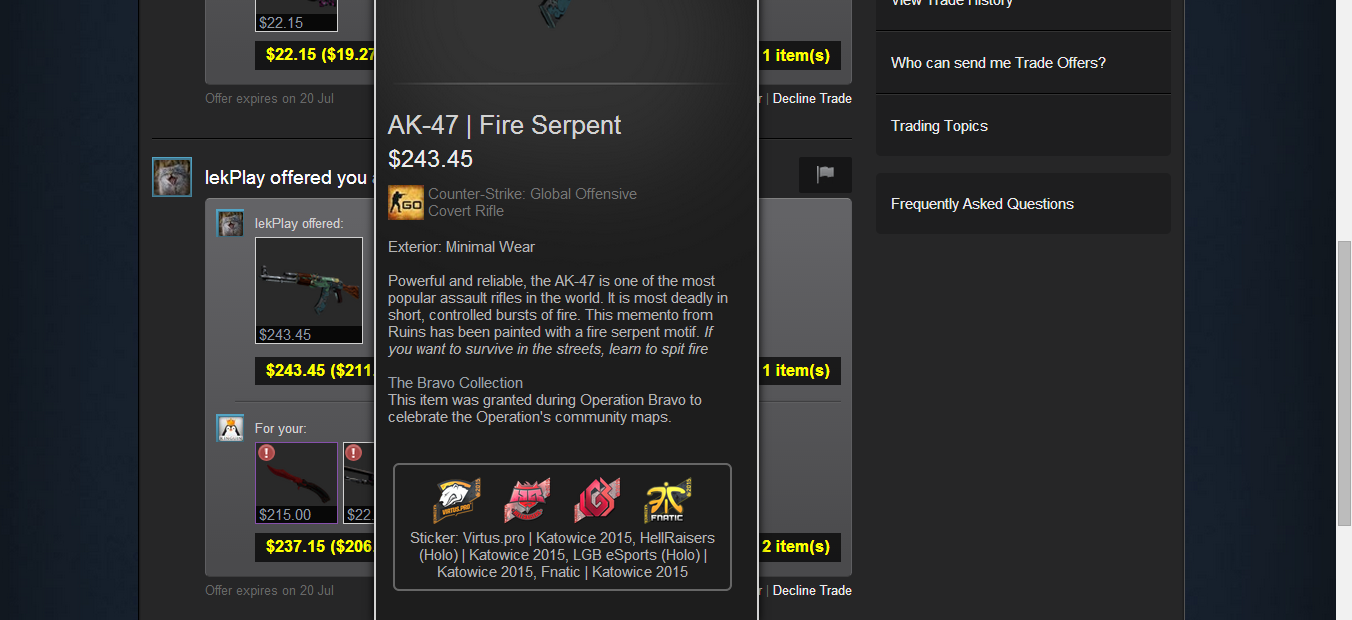 $22.15
$22.15 ($19.27
1 item(s)
Offer expires on 20 Jul
r | Decline Trade
View Trade History
Who can send me Trade Offers?
Trading Topics
Frequently Asked Questions
lekPlay offered you a
lekPlay offered:
$243.45
$243.45 ($211.
1 item(s)
For your:
$215.00
$22.
$237.15 ($206.
2 item(s)
Offer expires on 20 Jul
r | Decline Trade
AK-47 | Fire Serpent
$243.45
GO
Counter-Strike: Global Offensive
Covert Rifle
Exterior: Minimal Wear
Powerful and reliable, the AK-47 is one of the most
popular assault rifles in the world. It is most deadly in
short, controlled bursts of fire. This memento from
Ruins has been painted with a fire serpent motif. If
you want to survive in the streets, learn to spit fire
The Bravo Collection
This item was granted during Operation Bravo to
celebrate the Operation's community maps.
VIRTUS.PRO
FNATIC
Sticker: Virtus.pro | Katowice 2015, HellRaisers
(Holo) | Katowice 2015, LGB eSports (Holo) |
Katowice 2015, Fnatic | Katowice 2015